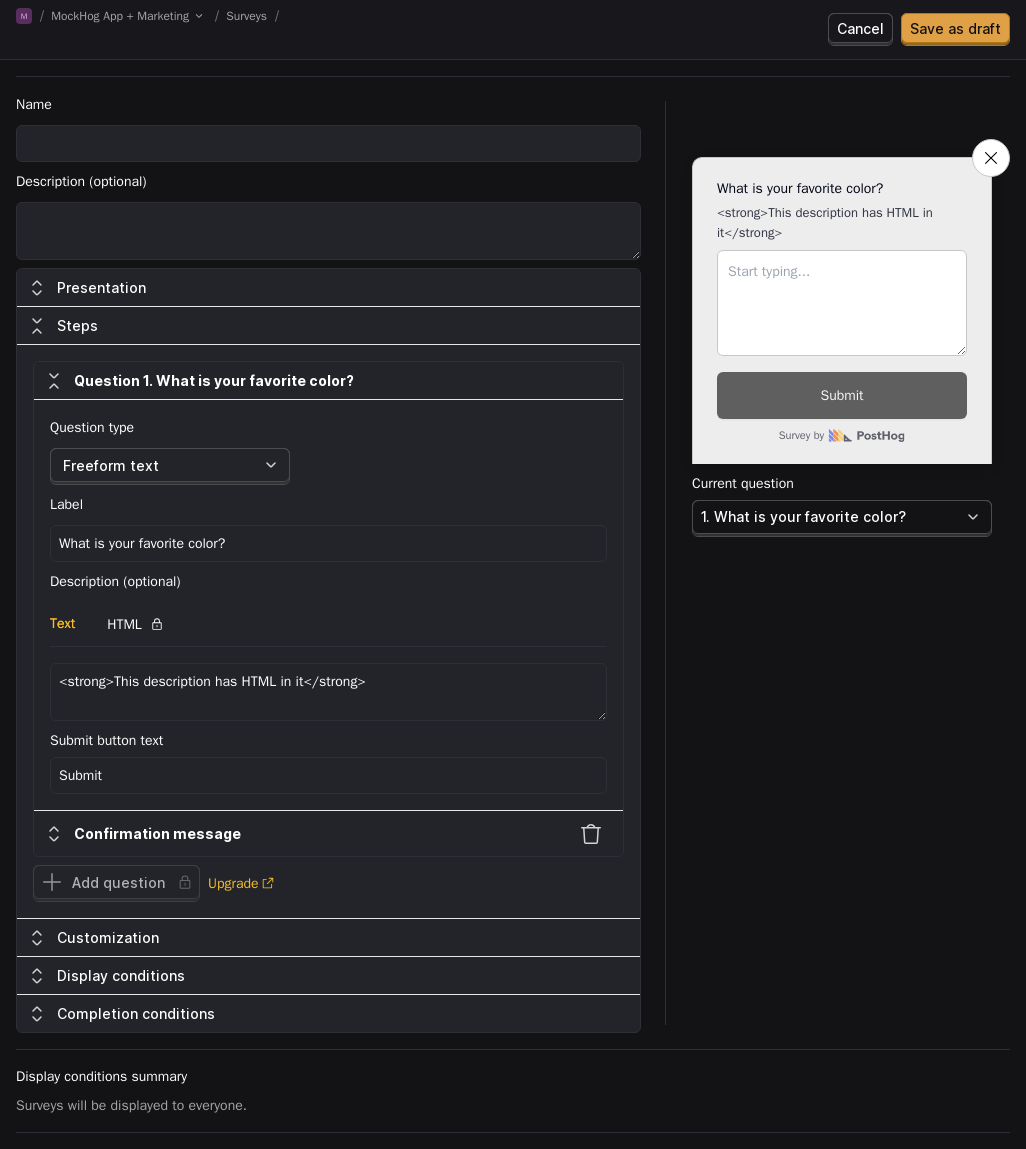 M / MockHog App + Marketing / Surveys /
Cancel
Save as draft
Name
Description (optional)
Presentation
Steps
Question 1. What is your favorite color?
Question type
Freeform text
Label
What is your favorite color?
Description (optional)
Text
HTML
<strong>This description has HTML in it</strong>
Submit button text
Submit
Confirmation message
Add question
Upgrade
Customization
Display conditions
Completion conditions
What is your favorite color?
<strong>This description has HTML in
it</strong>
Start typing...
Submit
Survey by PostHog
Current question
1. What is your favorite color?
Display conditions summary
Surveys will be displayed to everyone.